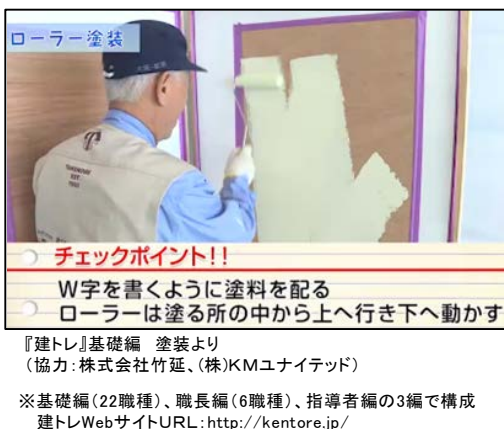 ローラー塗装
チェックポイント!!
W字を書くように塗料を配る
ローラーは塗る所の中から上へ行き下へ動かす
『建トレ』基礎編 塗装より
(協力:株式会社竹延、(株)KMユナイテッド)
※基礎編(22職種)、職長編(6職種)、指導者編の3編で構成
建トレWebサイトURL:http://kentore.jp/